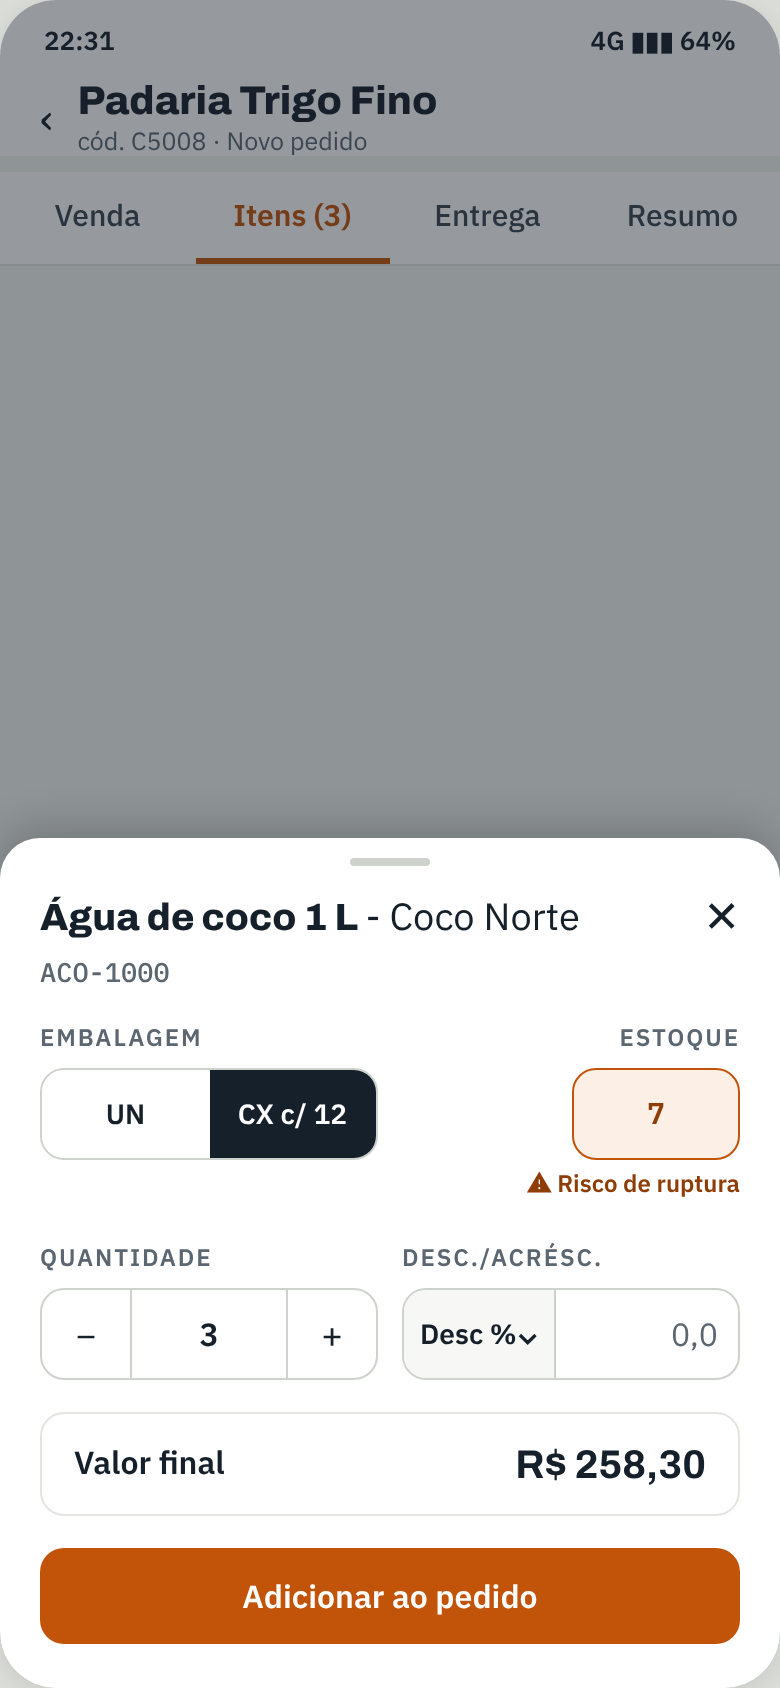 22:31 4G 64%
Padaria Trigo Fino
cód. C5008 · Novo pedido
Venda Itens (3) Entrega Resumo
Água de coco 1 L - Coco Norte
ACO-1000
EMBALAGEM ESTOQUE
UN CX c/ 12 7
Risco de ruptura
QUANTIDADE DESC./ACRÉSC.
− 3 + Desc % 0,0
Valor final R$ 258,30
Adicionar ao pedido